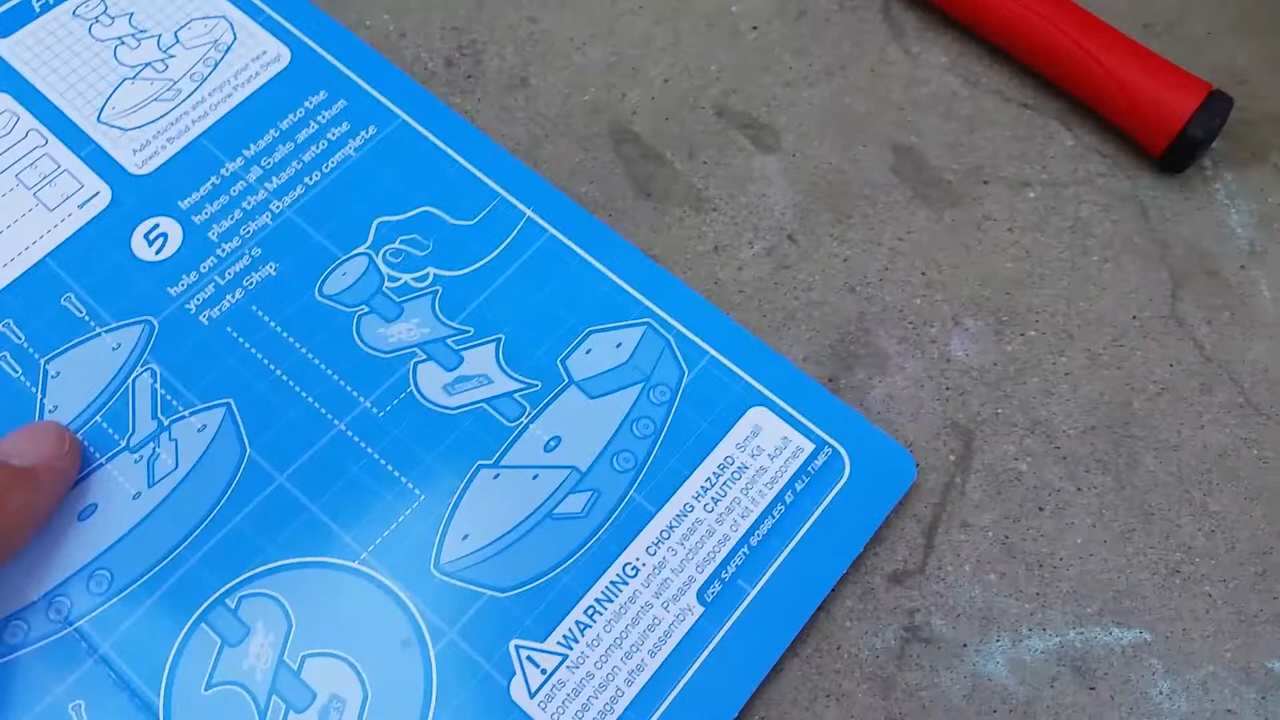 Add stickers and enjoy your new
Lowe's Build And Grow Pirate Ship!
5
Insert the Mast into the
holes on all Sails and then
place the Mast into the
hole on the Ship Base to complete
your Lowe's
Pirate Ship.
LOWE'S
WARNING: CHOKING HAZARD. Small
parts. Not for children under 3 years. CAUTION: Kit
contains components with functional sharp points. Adult
supervision required. Please dispose of kit if it becomes
damaged after assembly.
USE SAFETY GOGGLES AT ALL TIMES